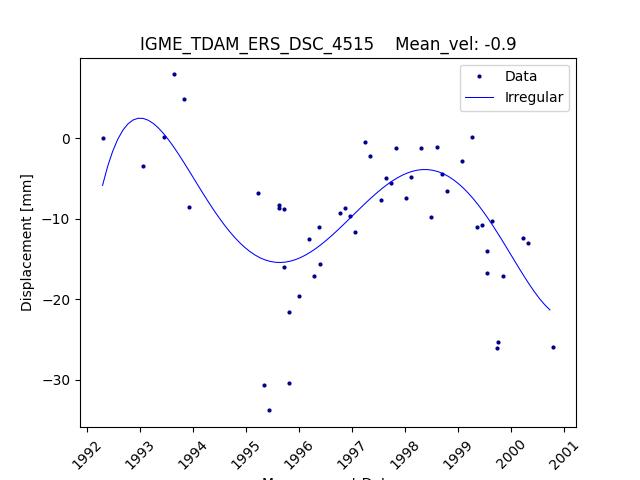 IGME_TDAM_ERS_DSC_4515    Mean_vel: -0.9
Data
Irregular
Displacement [mm]
0
−10
−20
−30
1992 1993 1994 1995 1996 1997 1998 1999 2000 2001